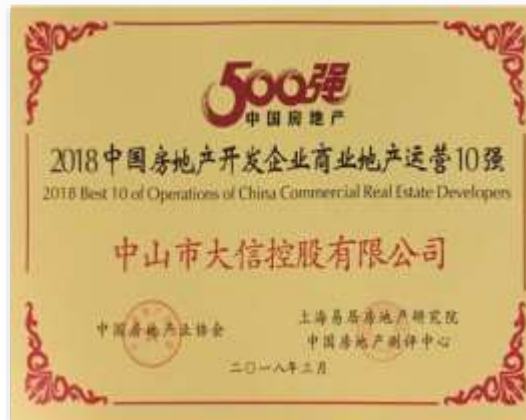 500强
中国房地产
2018中国房地产开发企业商业地产运营10强
2018 Best 10 of Operations of China Commercial Real Estate Developers
中山市大信控股有限公司
中国房地产业协会
上海易居房地产研究院
中国房地产测评中心
二〇一八年三月